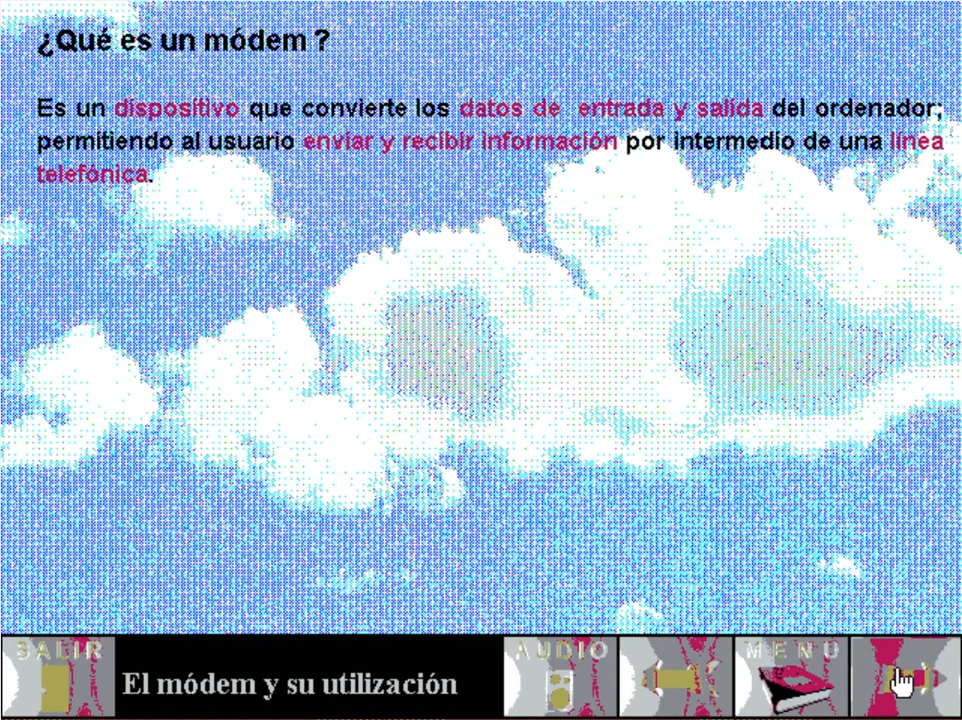 ¿Qué es un módem ?
Es un dispositivo que convierte los datos de entrada y salida del ordenador;
permitiendo al usuario enviar y recibir información por intermedio de una línea
telefónica.
SALIR
El módem y su utilización
AUDIO
MENU